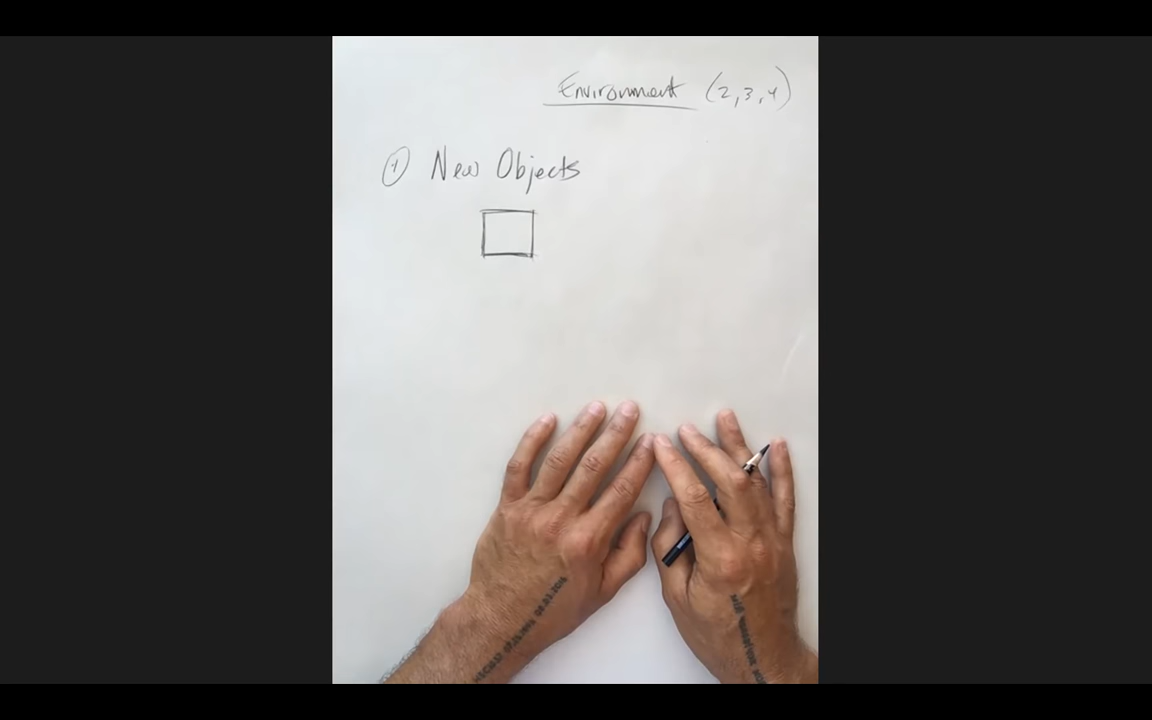 Environment (2,3,4)
① New Objects